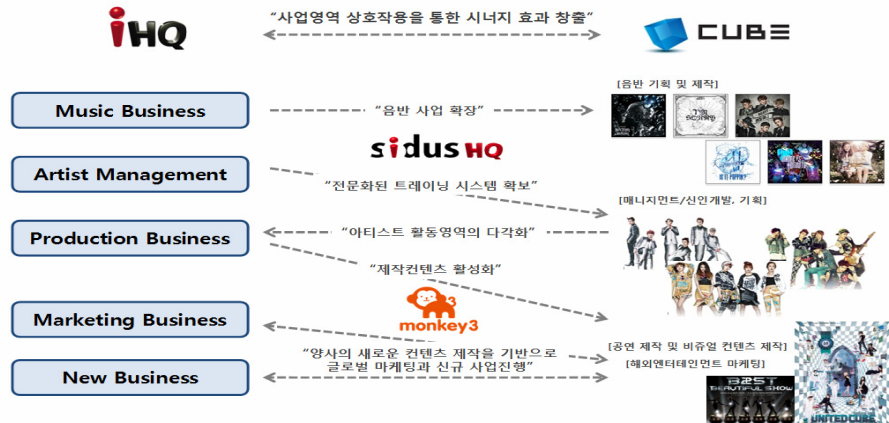 iHQ
“사업영역 상호작용을 통한 시너지 효과 창출“
CUBE
[음반 기획 및 제작]
Music Business
“음반 사업 확장”
sidus HQ
Artist Management
“전문화된 트레이닝 시스템 확보”
[매니지먼트/신인개발, 기획]
Production Business
“아티스트 활동영역의 다각화”
“제작컨텐츠 활성화”
monkey3
Marketing Business
[공연 제작 및 비쥬얼 컨텐츠 제작]
“양사의 새로운 컨텐츠 제작을 기반으로
글로벌 마케팅과 신규 사업진행”
[해외엔터테인먼트 마케팅]
New Business
B2ST
BEAUTIFUL SHOW
UNITED CUBE